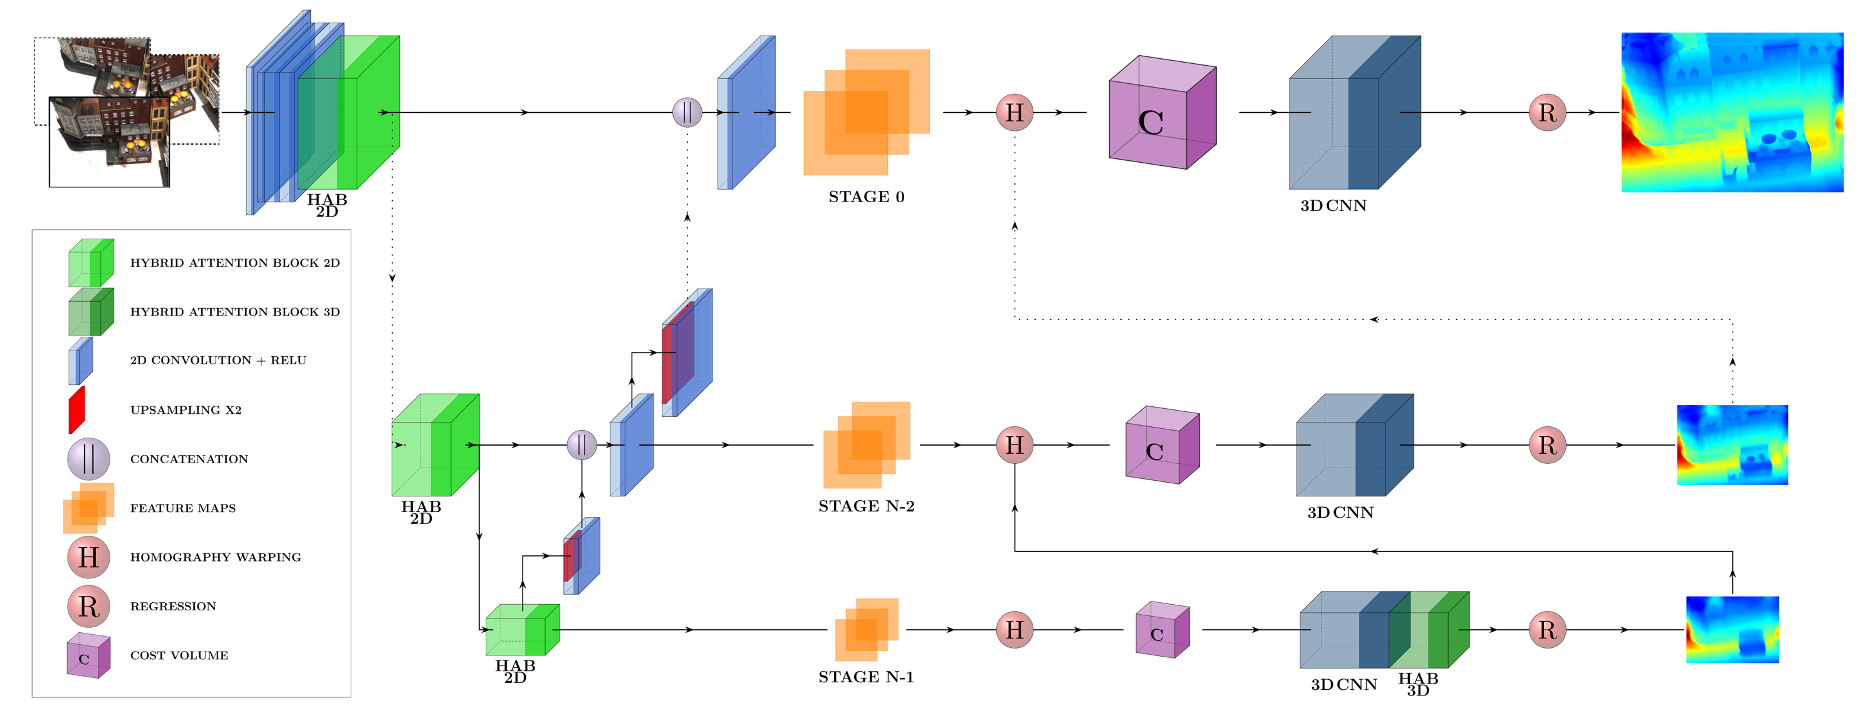 HAB
2D
||
STAGE 0
H
C
3D CNN
R
HYBRID ATTENTION BLOCK 2D
HYBRID ATTENTION BLOCK 3D
2D CONVOLUTION + RELU
UPSAMPLING X2
|| CONCATENATION
FEATURE MAPS
H HOMOGRAPHY WARPING
R REGRESSION
C COST VOLUME
HAB
2D
||
STAGE N-2
H
C
3D CNN
R
HAB
2D
STAGE N-1
H
C
3D CNN
HAB
3D
R